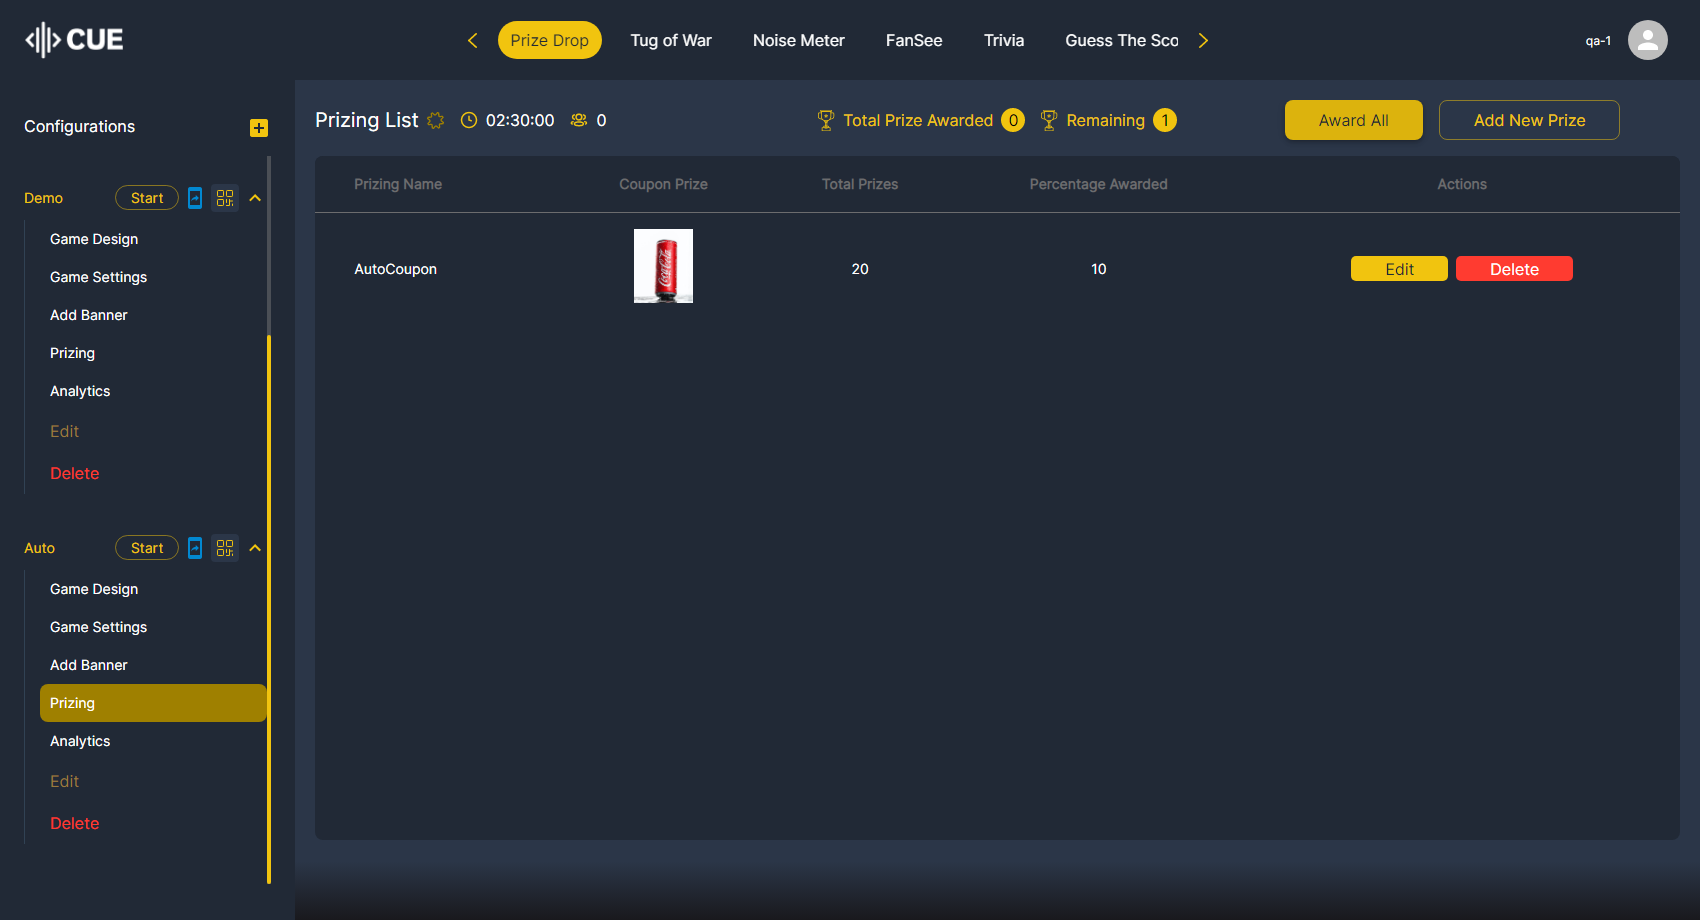 CUE
Prize Drop
Tug of War
Noise Meter
FanSee
Trivia
Guess The Sco
qa-1
Configurations
Demo
Start
Game Design
Game Settings
Add Banner
Prizing
Analytics
Edit
Delete
Auto
Start
Game Design
Game Settings
Add Banner
Prizing
Analytics
Edit
Delete
Prizing List
02:30:00
0
Total Prize Awarded 0
Remaining 1
Award All
Add New Prize
Prizing Name
Coupon Prize
Total Prizes
Percentage Awarded
Actions
AutoCoupon
Coca-Cola
20
10
Edit
Delete